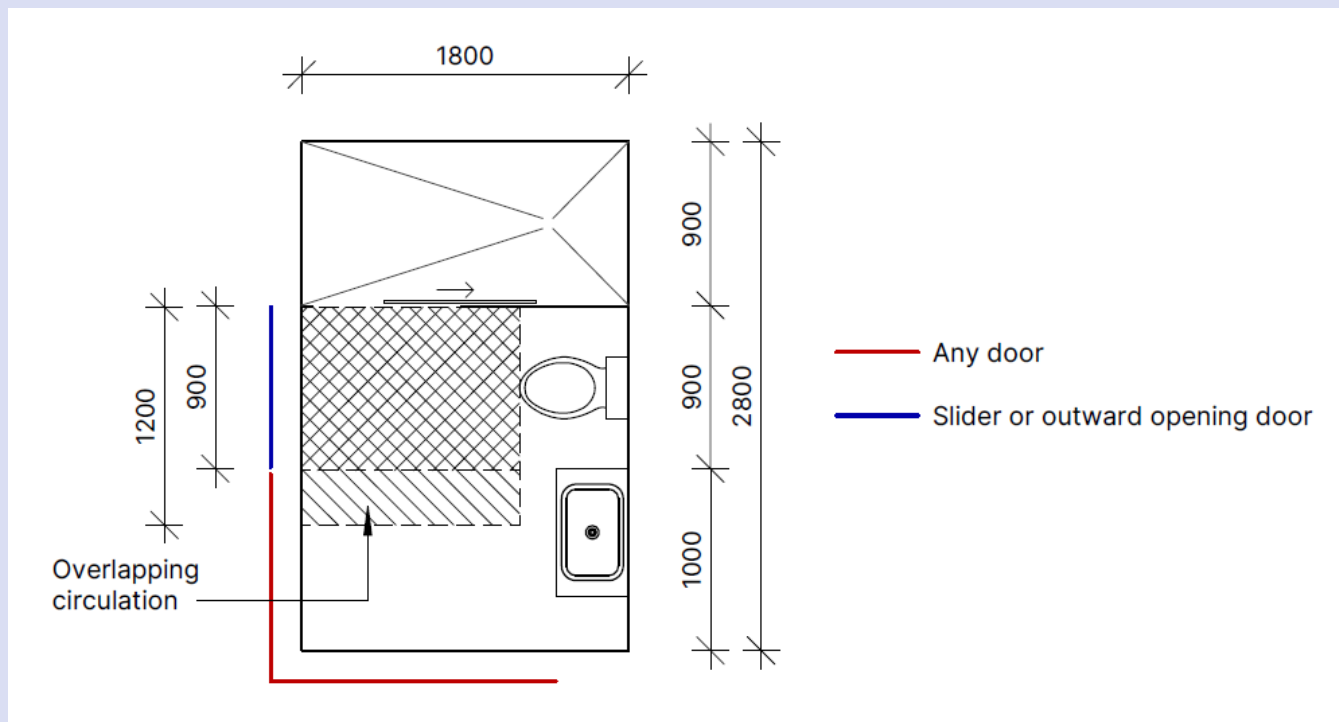 1800
900
1200
900
900
2800
1000
Any door
Slider or outward opening door
Overlapping
circulation